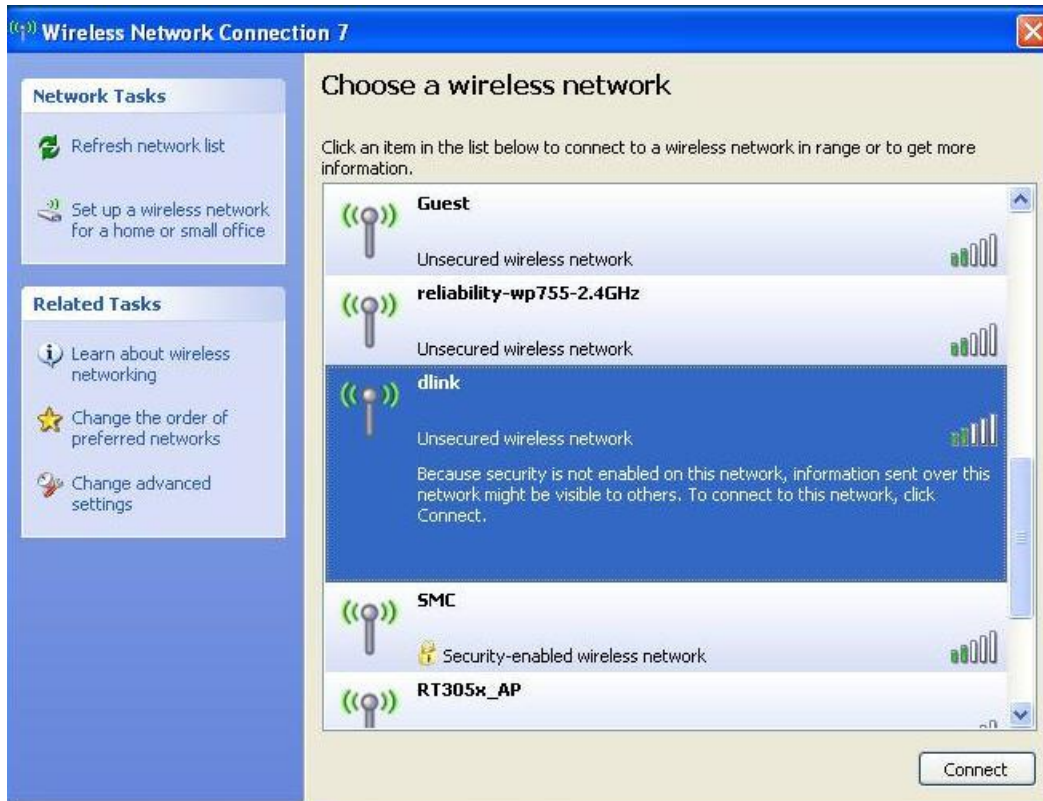 Wireless Network Connection 7
Network Tasks
Refresh network list
Set up a wireless network
for a home or small office
Related Tasks
Learn about wireless
networking
Change the order of
preferred networks
Change advanced
settings
Choose a wireless network
Click an item in the list below to connect to a wireless network in range or to get more
information.
Guest
Unsecured wireless network
reliability-wp755-2.4GHz
Unsecured wireless network
dlink
Unsecured wireless network
Because security is not enabled on this network, information sent over this
network might be visible to others. To connect to this network, click
Connect.
SMC
Security-enabled wireless network
RT305x_AP
Connect